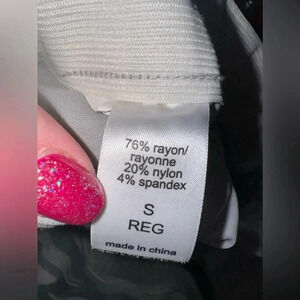 76% rayon/
rayonne
20% nylon
4% spandex
S
REG
made in china